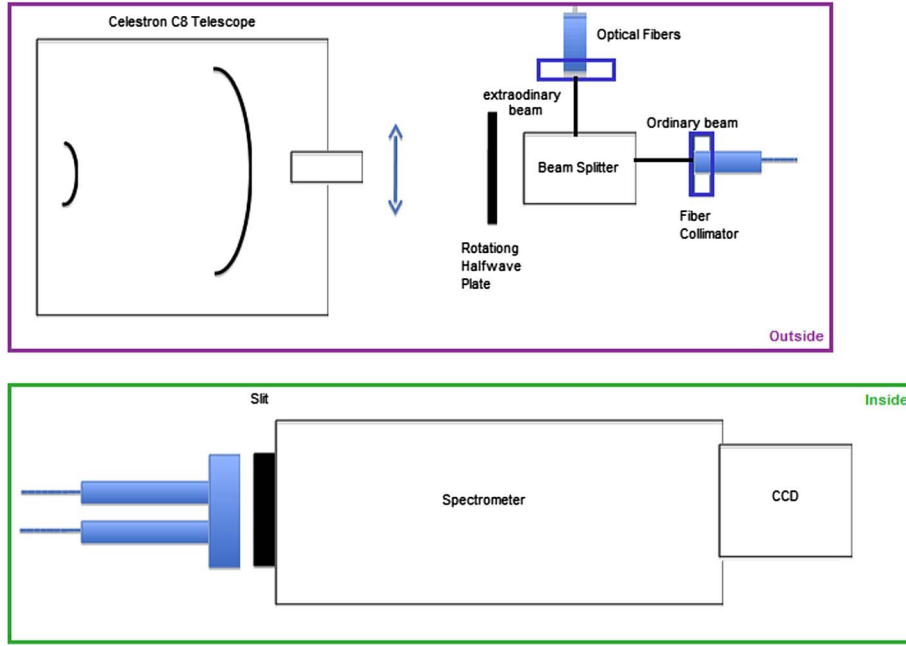 Celestron C8 Telescope
Optical Fibers
extraodinary
beam
Ordinary beam
Beam Splitter
Fiber
Collimator
Rotationg
Halfwave
Plate
Outside
Slit
Inside
Spectrometer
CCD